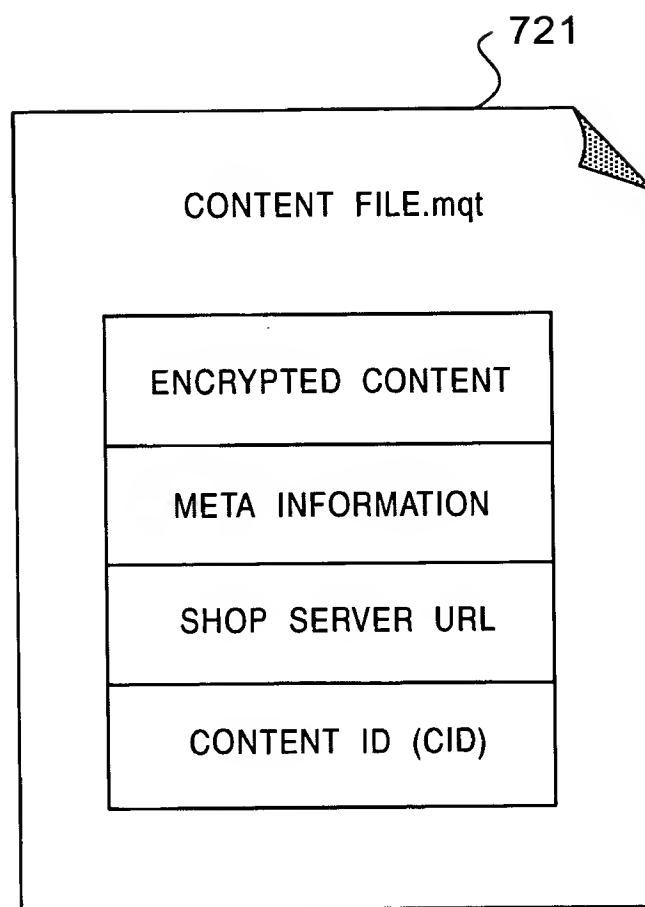 721
CONTENT FILE.mqt
ENCRYPTED CONTENT
META INFORMATION
SHOP SERVER URL
CONTENT ID (CID)